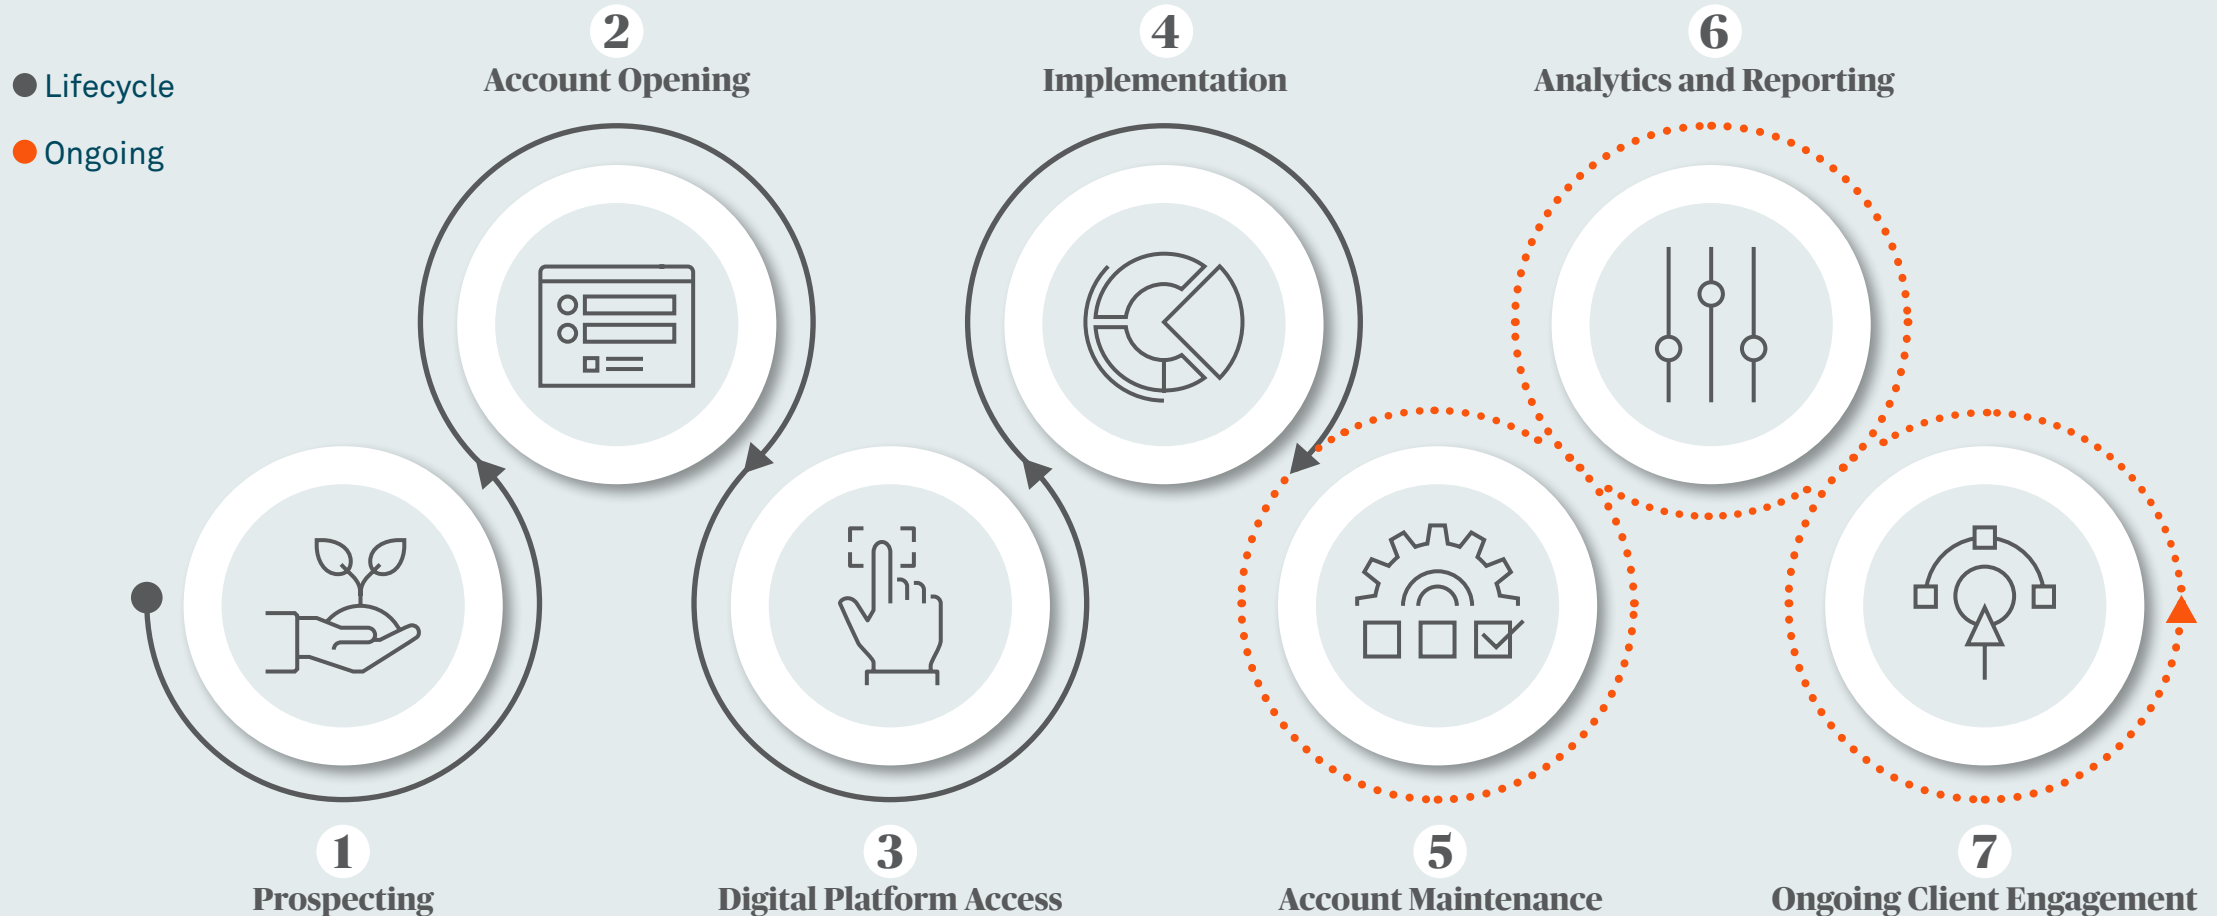 Lifecycle
Ongoing
1
Prospecting
2
Account Opening
3
Digital Platform Access
4
Implementation
5
Account Maintenance
6
Analytics and Reporting
7
Ongoing Client Engagement